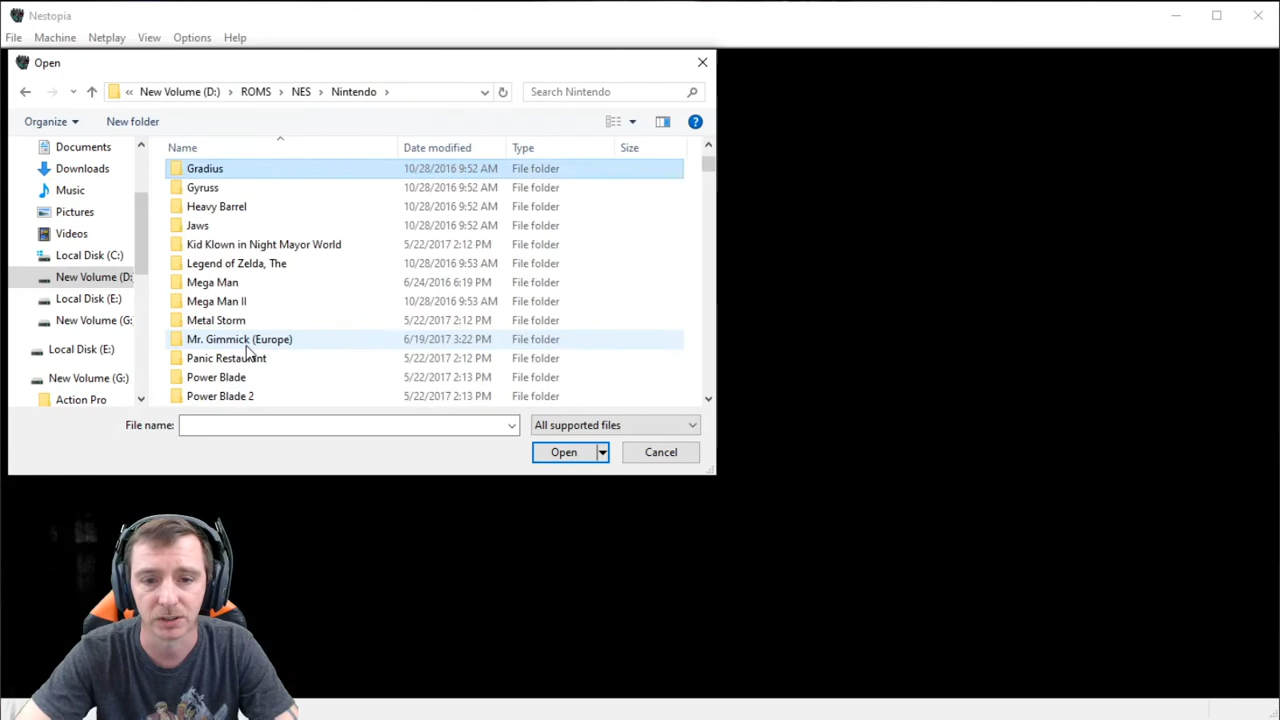 Nestopia
File Machine Netplay View Options Help
Open
« New Volume (D:) > ROMS > NES > Nintendo > Search Nintendo
Organize New folder
Name Date modified Type Size
Documents
Downloads
Music
Pictures
Videos
Local Disk (C:)
New Volume (D:
Local Disk (E:)
New Volume (G:
Local Disk (E:)
New Volume (G:)
Action Pro
Gradius 10/28/2016 9:52 AM File folder
Gyruss 10/28/2016 9:52 AM File folder
Heavy Barrel 10/28/2016 9:52 AM File folder
Jaws 10/28/2016 9:52 AM File folder
Kid Klown in Night Mayor World 5/22/2017 2:12 PM File folder
Legend of Zelda, The 10/28/2016 9:53 AM File folder
Mega Man 6/24/2016 6:19 PM File folder
Mega Man II 10/28/2016 9:53 AM File folder
Metal Storm 5/22/2017 2:12 PM File folder
Mr. Gimmick (Europe) 6/19/2017 3:22 PM File folder
Panic Restaurant 5/22/2017 2:12 PM File folder
Power Blade 5/22/2017 2:13 PM File folder
Power Blade 2 5/22/2017 2:13 PM File folder
File name: All supported files
Open Cancel